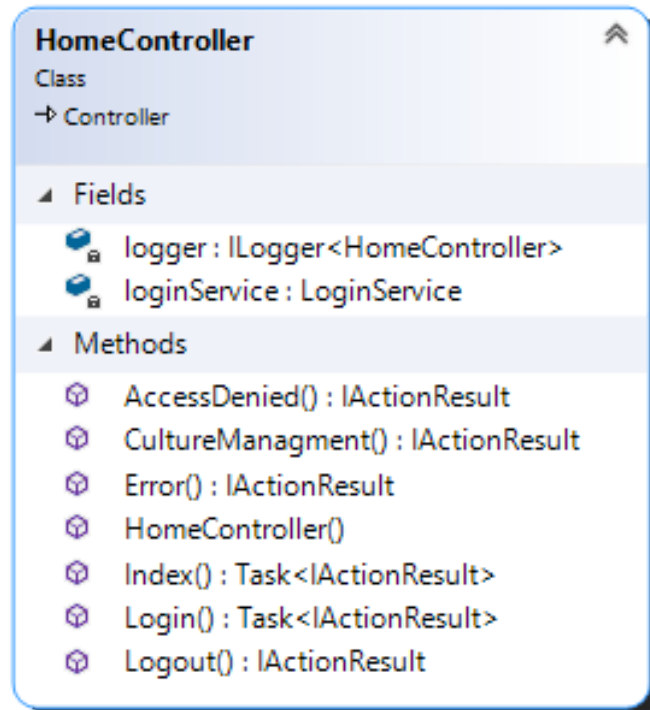 HomeController
Class
Controller
Fields
logger : ILogger<HomeController>
loginService : LoginService
Methods
AccessDenied() : IActionResult
CultureManagment() : IActionResult
Error() : IActionResult
HomeController()
Index() : Task<IActionResult>
Login() : Task<IActionResult>
Logout() : IActionResult